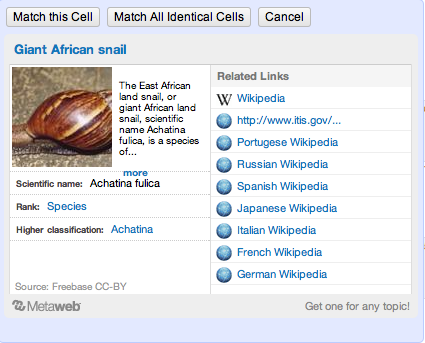 Match this Cell
Match All Identical Cells
Cancel
Giant African snail
The East African
land snail, or
giant African land
snail, scientific
name Achatina
fulica, is a species
of...
more
Scientific name: Achatina fulica
Rank: Species
Higher classification: Achatina
Source: Freebase CC-BY
Related Links
W Wikipedia
http://www.itis.gov/...
Portugese Wikipedia
Russian Wikipedia
Spanish Wikipedia
Japanese Wikipedia
Italian Wikipedia
French Wikipedia
German Wikipedia
Metaweb
Get one for any topic!